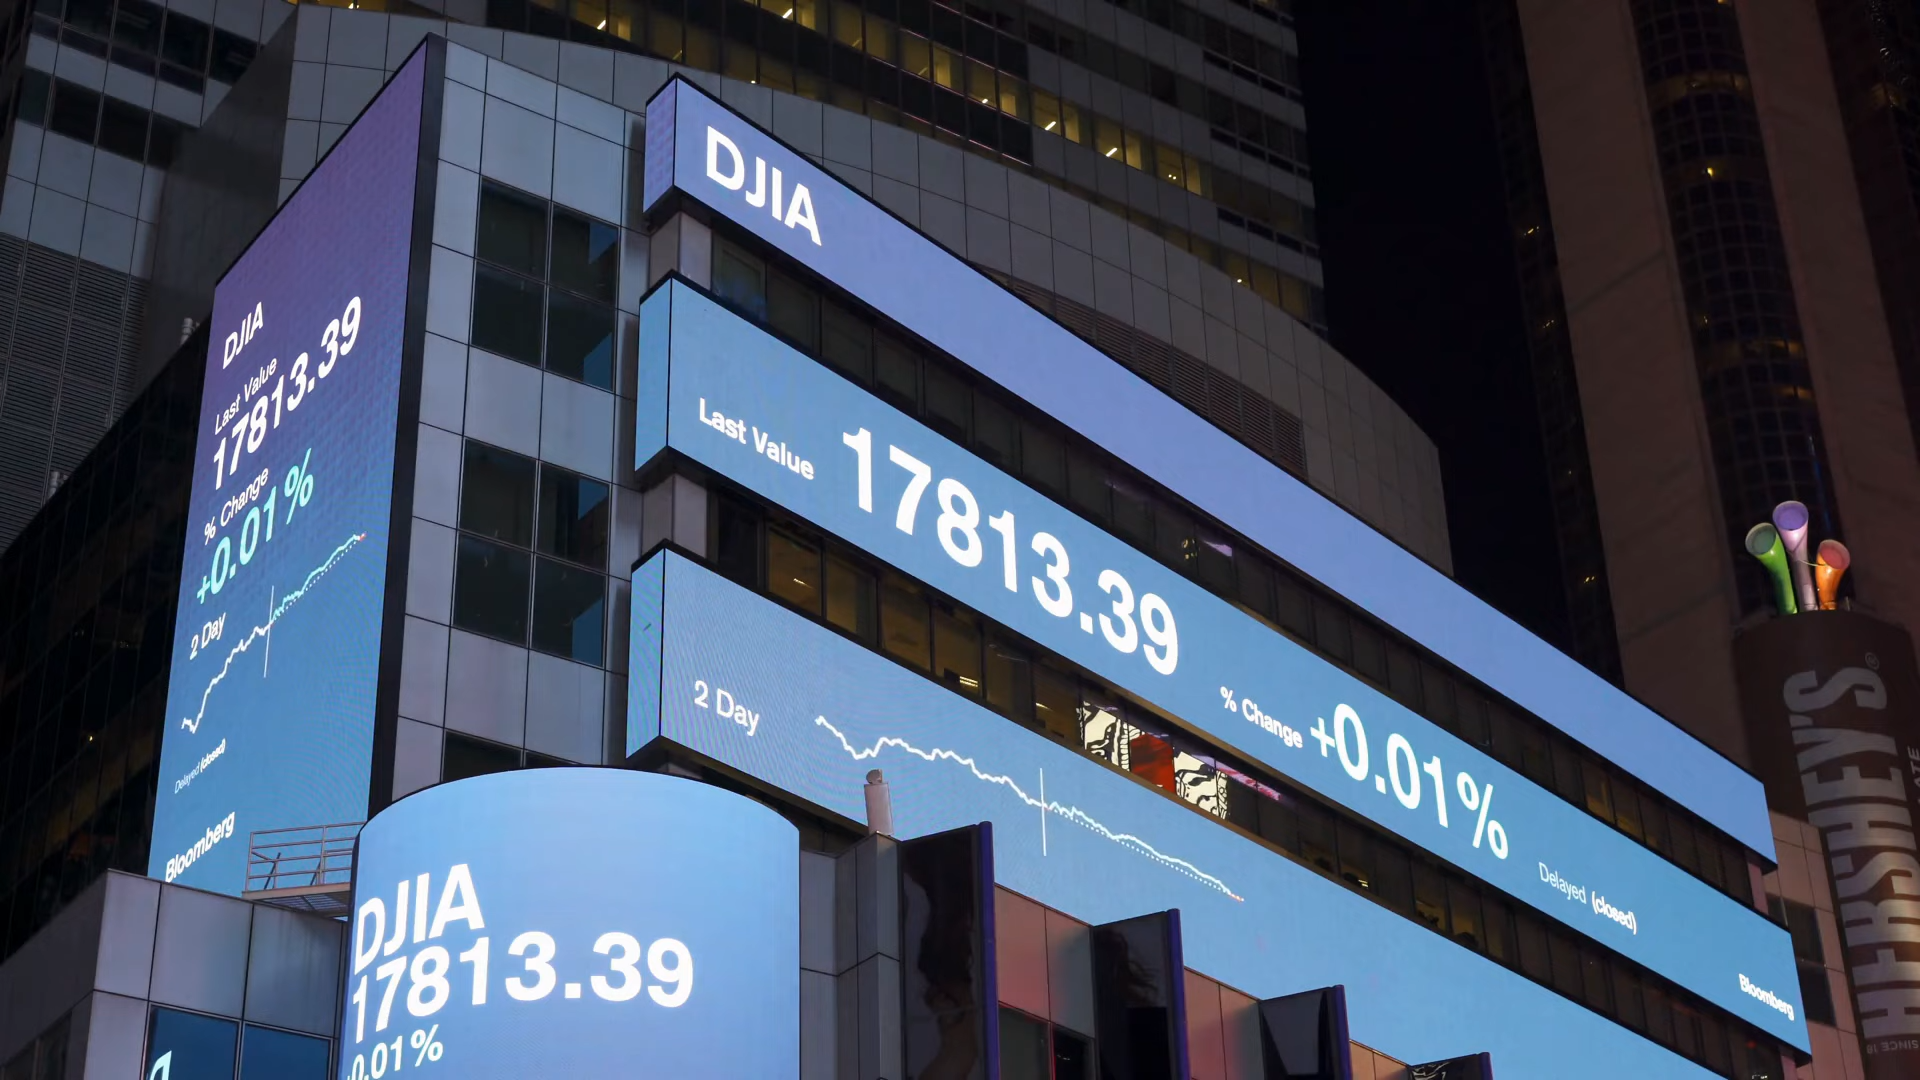 DJIA
Last Value
17813.39
% Change
+0.01%
2 Day
Delayed (closed)
Bloomberg
DJIA
Last Value 17813.39 % Change +0.01% Delayed (closed)
Bloomberg
2 Day
DJIA
17813.39
0.01%
HERSHEY'S®